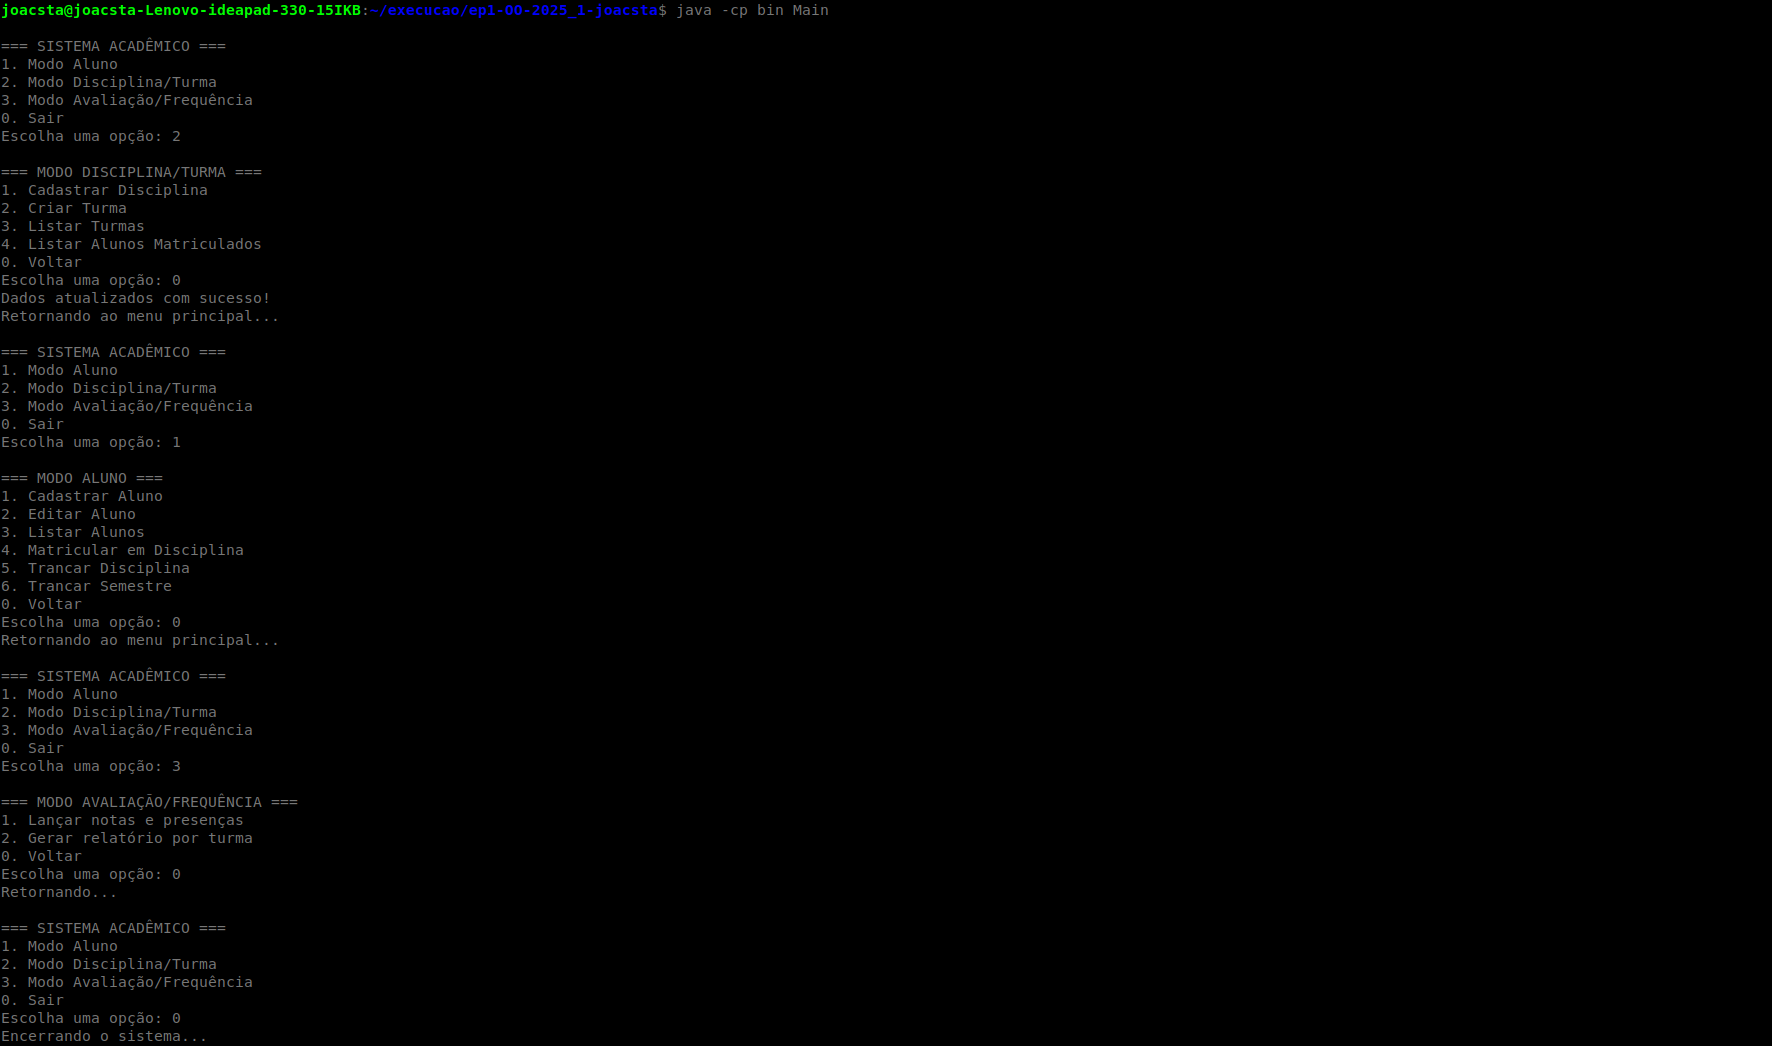 joacsta@joacsta-Lenovo-ideapad-330-15IKB:~/execucao/ep1-OO-2025_1-joacsta$ java -cp bin Main
=== SISTEMA ACADÊMICO ===
1. Modo Aluno
2. Modo Disciplina/Turma
3. Modo Avaliação/Frequência
0. Sair
Escolha uma opção: 2
=== MODO DISCIPLINA/TURMA ===
1. Cadastrar Disciplina
2. Criar Turma
3. Listar Turmas
4. Listar Alunos Matriculados
0. Voltar
Escolha uma opção: 0
Dados atualizados com sucesso!
Retornando ao menu principal...
=== SISTEMA ACADÊMICO ===
1. Modo Aluno
2. Modo Disciplina/Turma
3. Modo Avaliação/Frequência
0. Sair
Escolha uma opção: 1
=== MODO ALUNO ===
1. Cadastrar Aluno
2. Editar Aluno
3. Listar Alunos
4. Matricular em Disciplina
5. Trancar Disciplina
6. Trancar Semestre
0. Voltar
Escolha uma opção: 0
Retornando ao menu principal...
=== SISTEMA ACADÊMICO ===
1. Modo Aluno
2. Modo Disciplina/Turma
3. Modo Avaliação/Frequência
0. Sair
Escolha uma opção: 3
=== MODO AVALIAÇÃO/FREQUÊNCIA ===
1. Lançar notas e presenças
2. Gerar relatório por turma
0. Voltar
Escolha uma opção: 0
Retornando...
=== SISTEMA ACADÊMICO ===
1. Modo Aluno
2. Modo Disciplina/Turma
3. Modo Avaliação/Frequência
0. Sair
Escolha uma opção: 0
Encerrando o sistema...